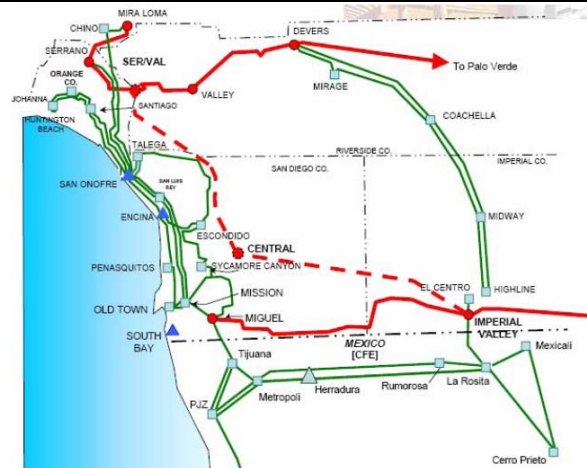 MIRA LOMA
CHINO
DEVERS
SERRANO
SER/VAL
To Palo Verde
ORANGE
CO.
MIRAGE
JOHANNA
SANTIAGO
VALLEY
HUNTINGTON
BEACH
COACHELLA
TALEGA
RIVERSIDE CO.
IMPERIAL CO.
SAN DIEGO CO.
SAN ONOFRE
SAN LUIS
REY
ENCINA
MIDWAY
ESCONDIDO
CENTRAL
PENASQUITOS
SYCAMORE CANYON
EL CENTRO
HIGHLINE
MISSION
OLD TOWN
MIGUEL
IMPERIAL
VALLEY
SOUTH
BAY
MEXICO
[CFE]
Tijuana
Mexicali
Herradura
Rumorosa
La Rosita
Metropoli
PJZ
Cerro Prieto